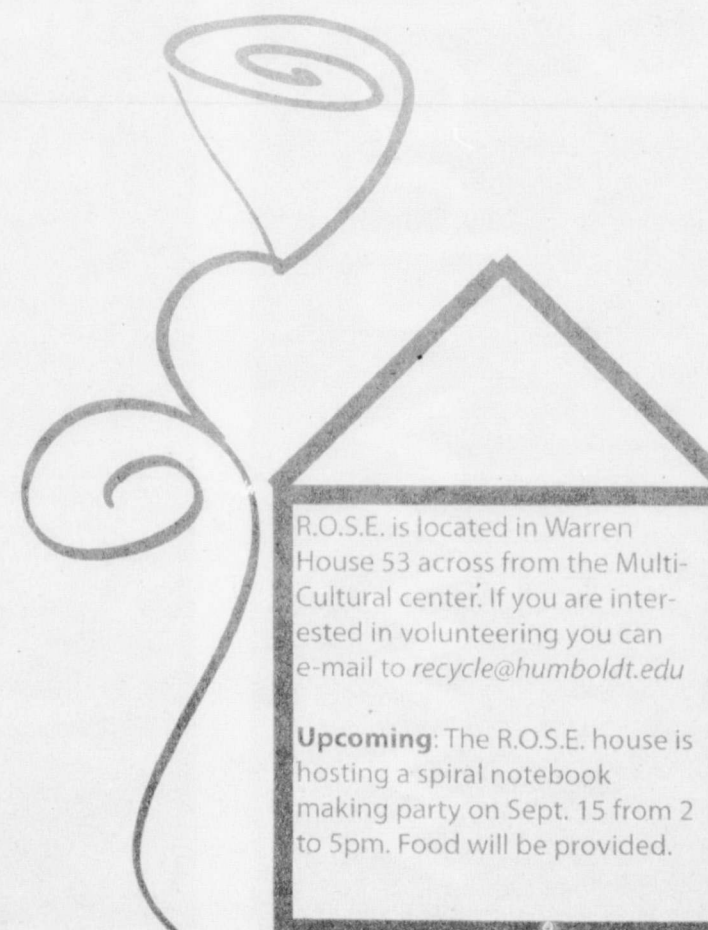 R.O.S.E. is located in Warren
House 53 across from the Multi-
Cultural center. If you are inter-
ested in volunteering you can
e-mail to recycle@humboldt.edu
Upcoming: The R.O.S.E. house is
hosting a spiral notebook
making party on Sept. 15 from 2
to 5pm. Food will be provided.